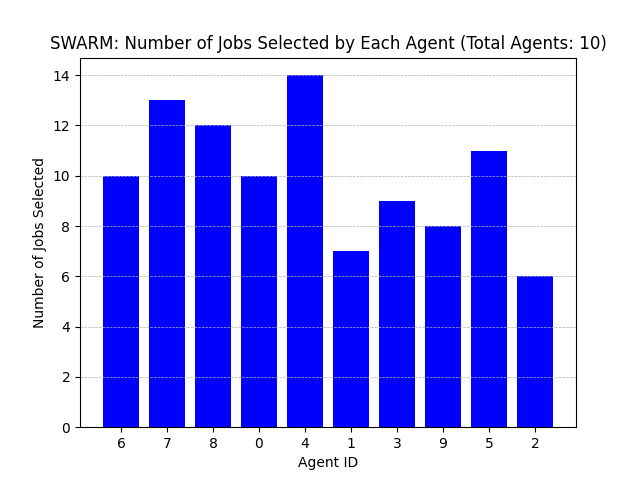 SWARM: Number of Jobs Selected by Each Agent (Total Agents: 10)
Number of Jobs Selected
14
12
10
8
6
4
2
0
6 7 8 0 4 1 3 9 5 2
Agent ID